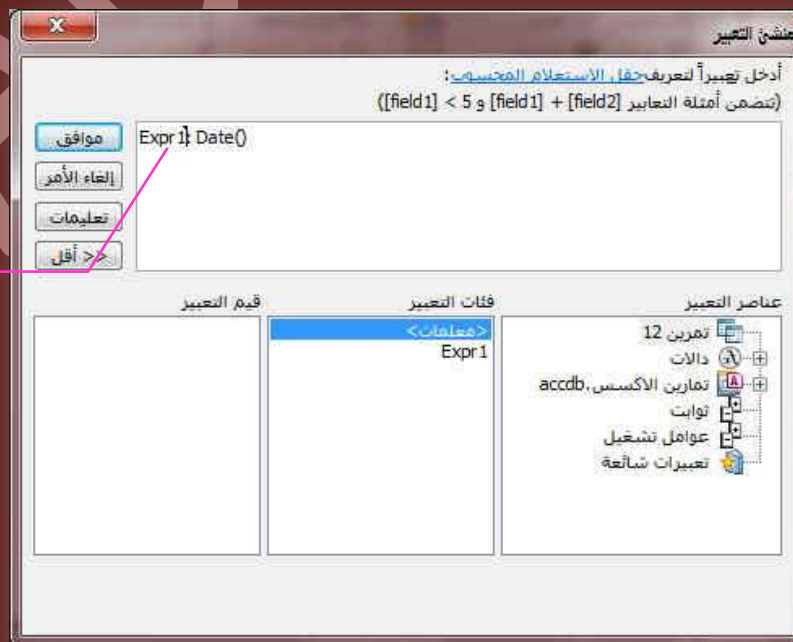 منشئ التعبير
أدخل تعبيراً لتعريف حقل الاستعلام المحسوب:
(تتضمن أمثلة التعابير [field1] + [field2] و [field1] < 5)
Expr1: Date()
موافق
إلغاء الأمر
تعليمات
<< أقل
عناصر التعبير
فئات التعبير
قيم التعبير
تمرين 12
دالات
تمارين الاكسس.accdb
ثوابت
عوامل تشغيل
تعبيرات شائعة
<معلمات>
Expr1